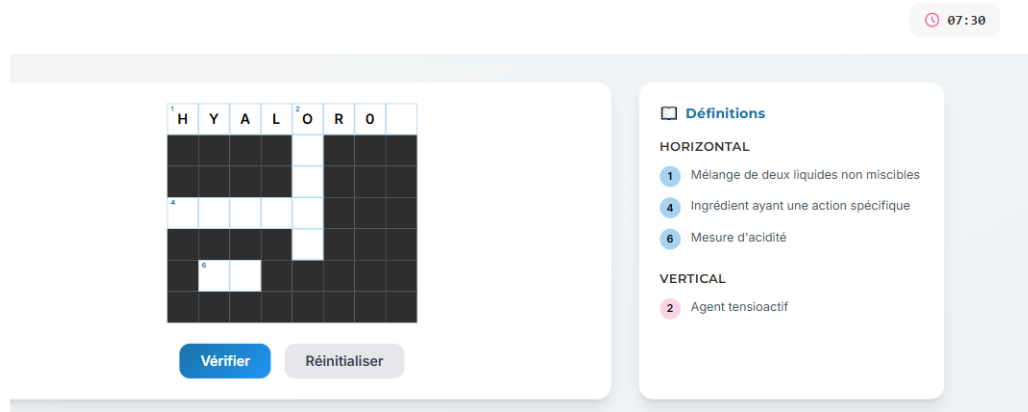 07:30
1 2
H Y A L O R 0
4
6
Vérifier Réinitialiser
Définitions
HORIZONTAL
1 Mélange de deux liquides non miscibles
4 Ingrédient ayant une action spécifique
6 Mesure d'acidité
VERTICAL
2 Agent tensioactif